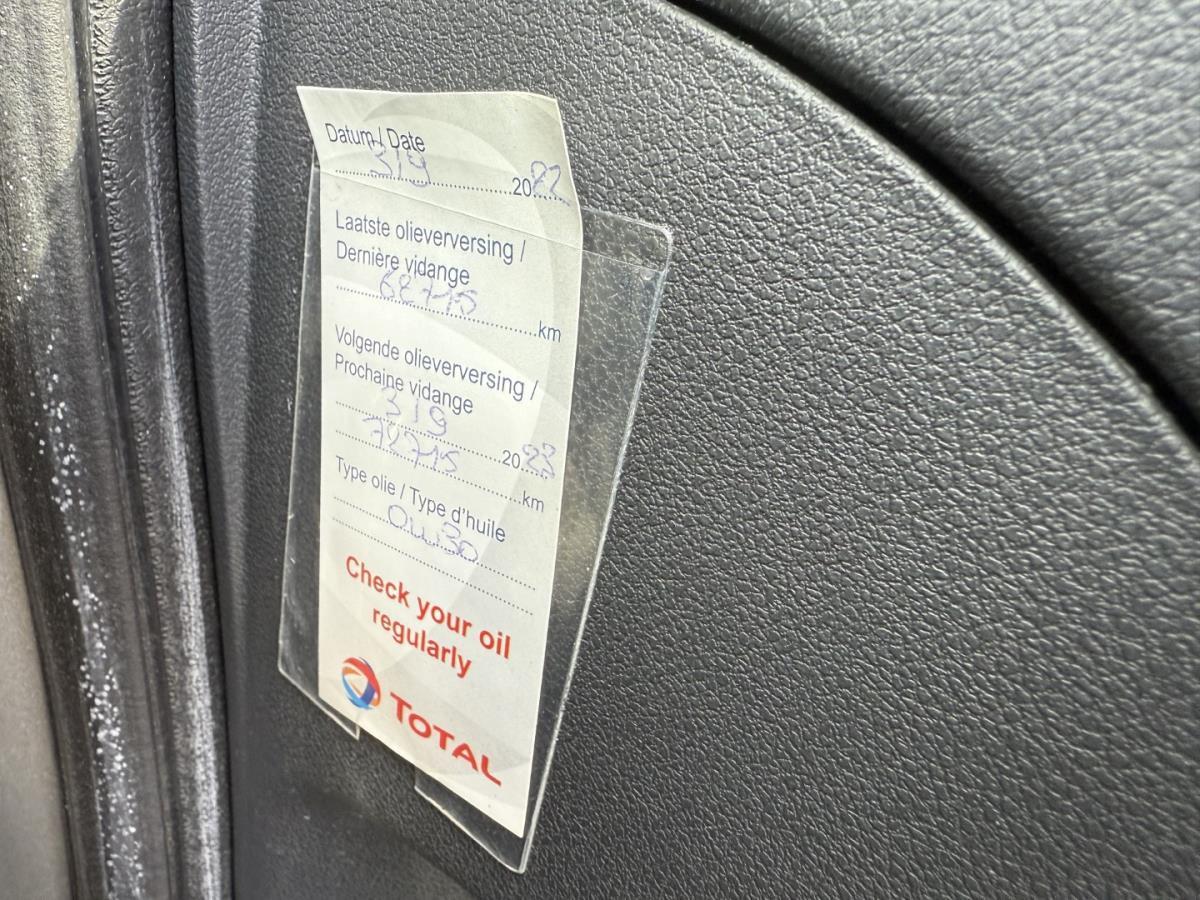 Datum / Date
3/9 2022
Laatste olieverversing /
Dernière vidange
62715 km
Volgende olieverversing /
Prochaine vidange
3/9 2023
72715 km
Type olie / Type d'huile
0w30
Check your oil
regularly
TOTAL